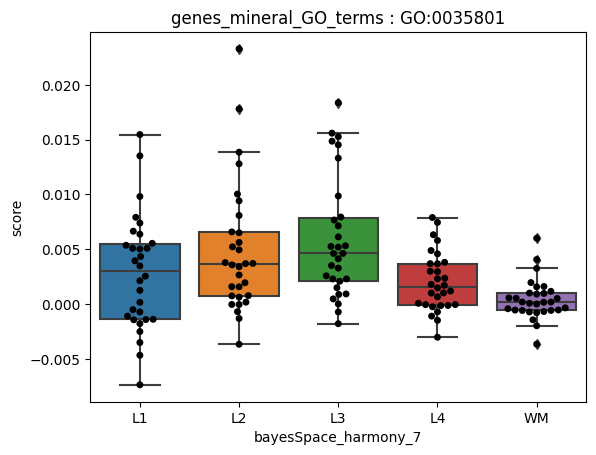 genes_mineral_GO_terms : GO:0035801
0.020
0.015
0.010
0.005
0.000
−0.005
score
L1 L2 L3 L4 WM
bayesSpace_harmony_7